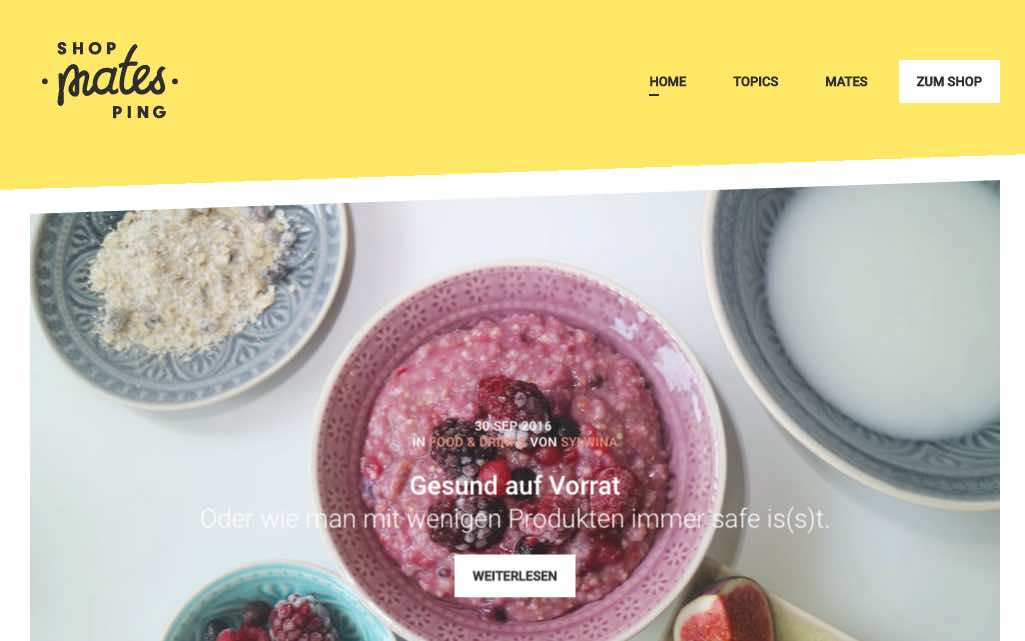 SHOP
mates
PING
HOME TOPICS MATES ZUM SHOP
30 SEP 2016
IN FOOD & DRINKS VON SYLWINA
Gesund auf Vorrat
Oder wie man mit wenigen Produkten immer safe is(s)t.
WEITERLESEN